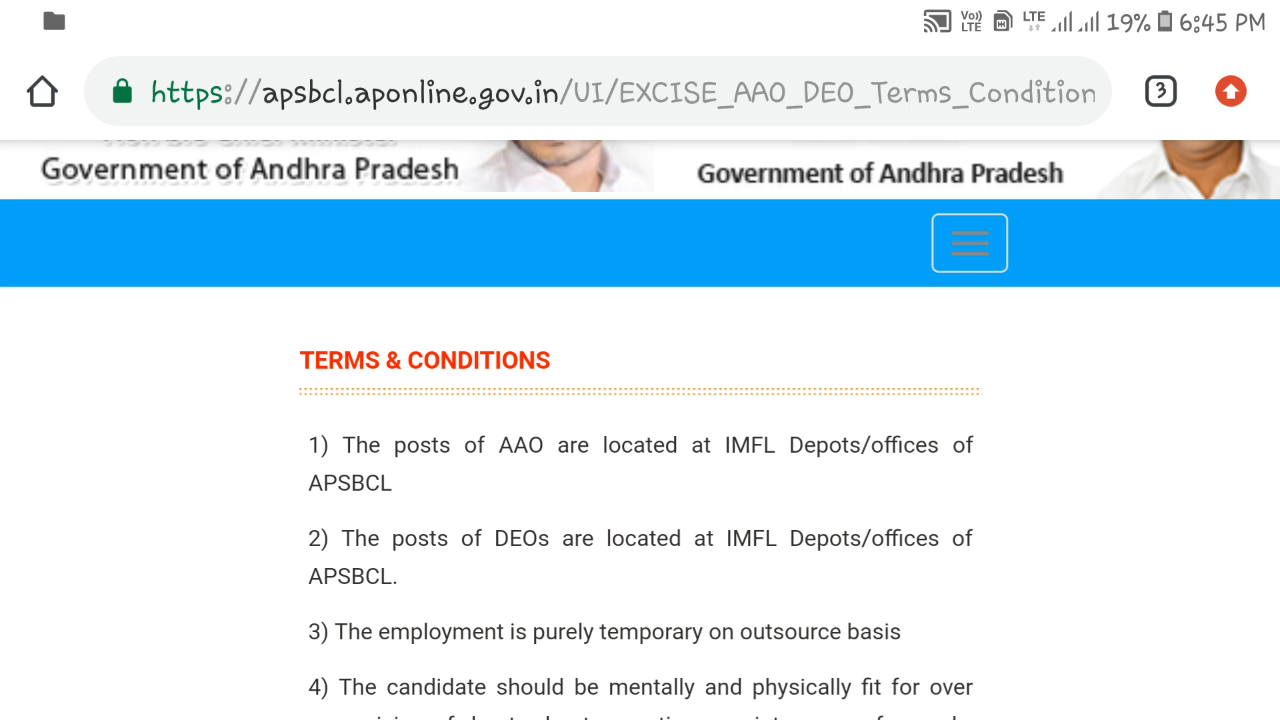 Vo)) LTE LTE 19% 6:45 PM
https://apsbcl.aponline.gov.in/UI/EXCISE_AAO_DEO_Terms_Condition
3
Government of Andhra Pradesh
Government of Andhra Pradesh
TERMS & CONDITIONS
1) The posts of AAO are located at IMFL Depots/offices of
APSBCL
2) The posts of DEOs are located at IMFL Depots/offices of
APSBCL.
3) The employment is purely temporary on outsource basis
4) The candidate should be mentally and physically fit for over